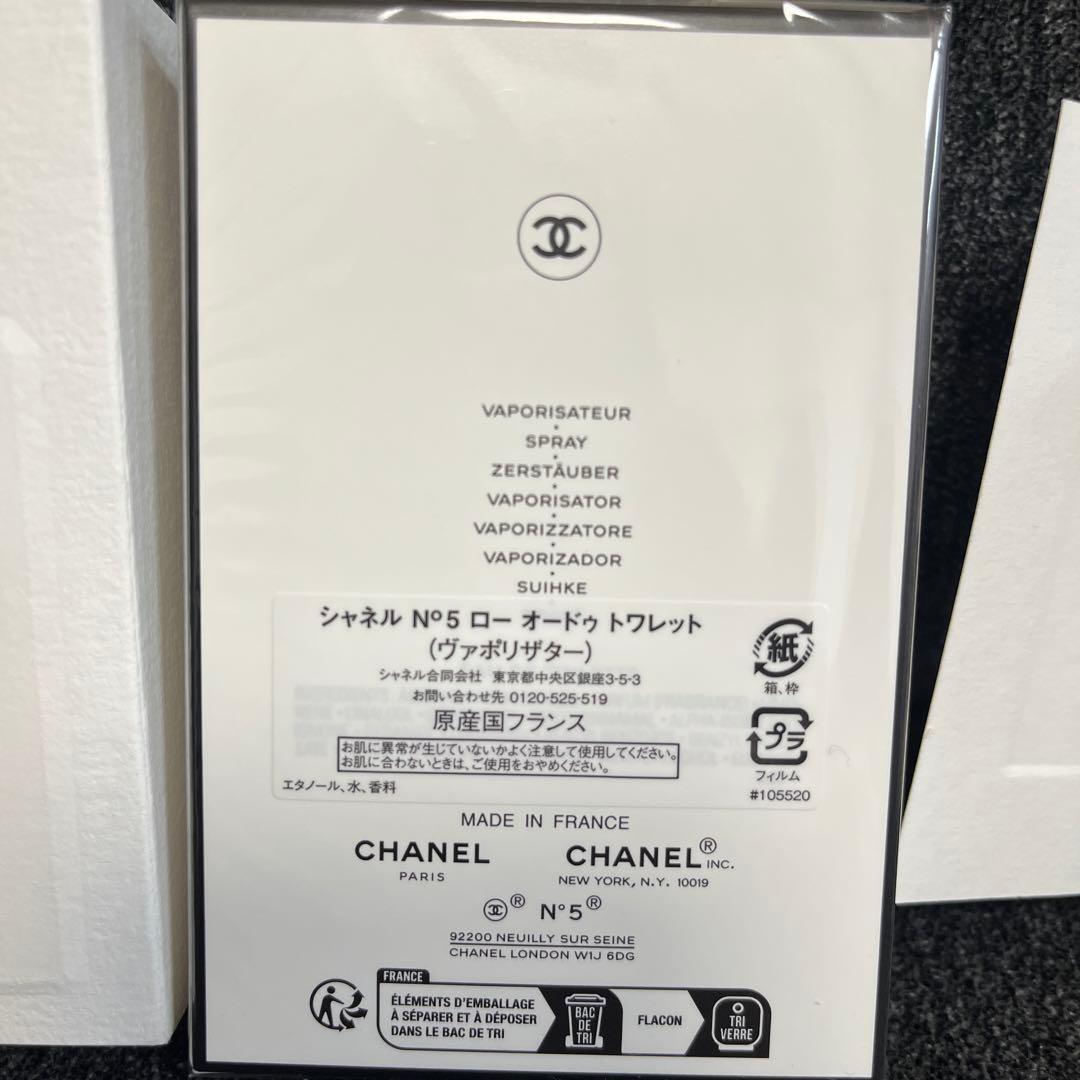 VAPORISATEUR
SPRAY
ZERSTÄUBER
VAPORISATOR
VAPORIZZATORE
VAPORIZADOR
SUIHKE
シャネル Nº5 ロー オードゥ トワレット
(ヴァポリザター)
シャネル合同会社 東京都中央区銀座3-5-3
お問い合わせ先 0120-525-519
原産国フランス
お肌に異常が生じていないかよく注意して使用してください。
お肌に合わないときは、ご使用をおやめください。
エタノール、水、香料
紙
箱、枠
プラ
フィルム
#105520
MADE IN FRANCE
CHANEL
PARIS
CHANEL® INC.
NEW YORK, N.Y. 10019
® N°5®
92200 NEUILLY SUR SEINE
CHANEL LONDON W1J 6DG
FRANCE
ÉLÉMENTS D'EMBALLAGE
À SÉPARER ET À DÉPOSER
DANS LE BAC DE TRI
BAC
DE
TRI
FLACON
TRI
VERRE